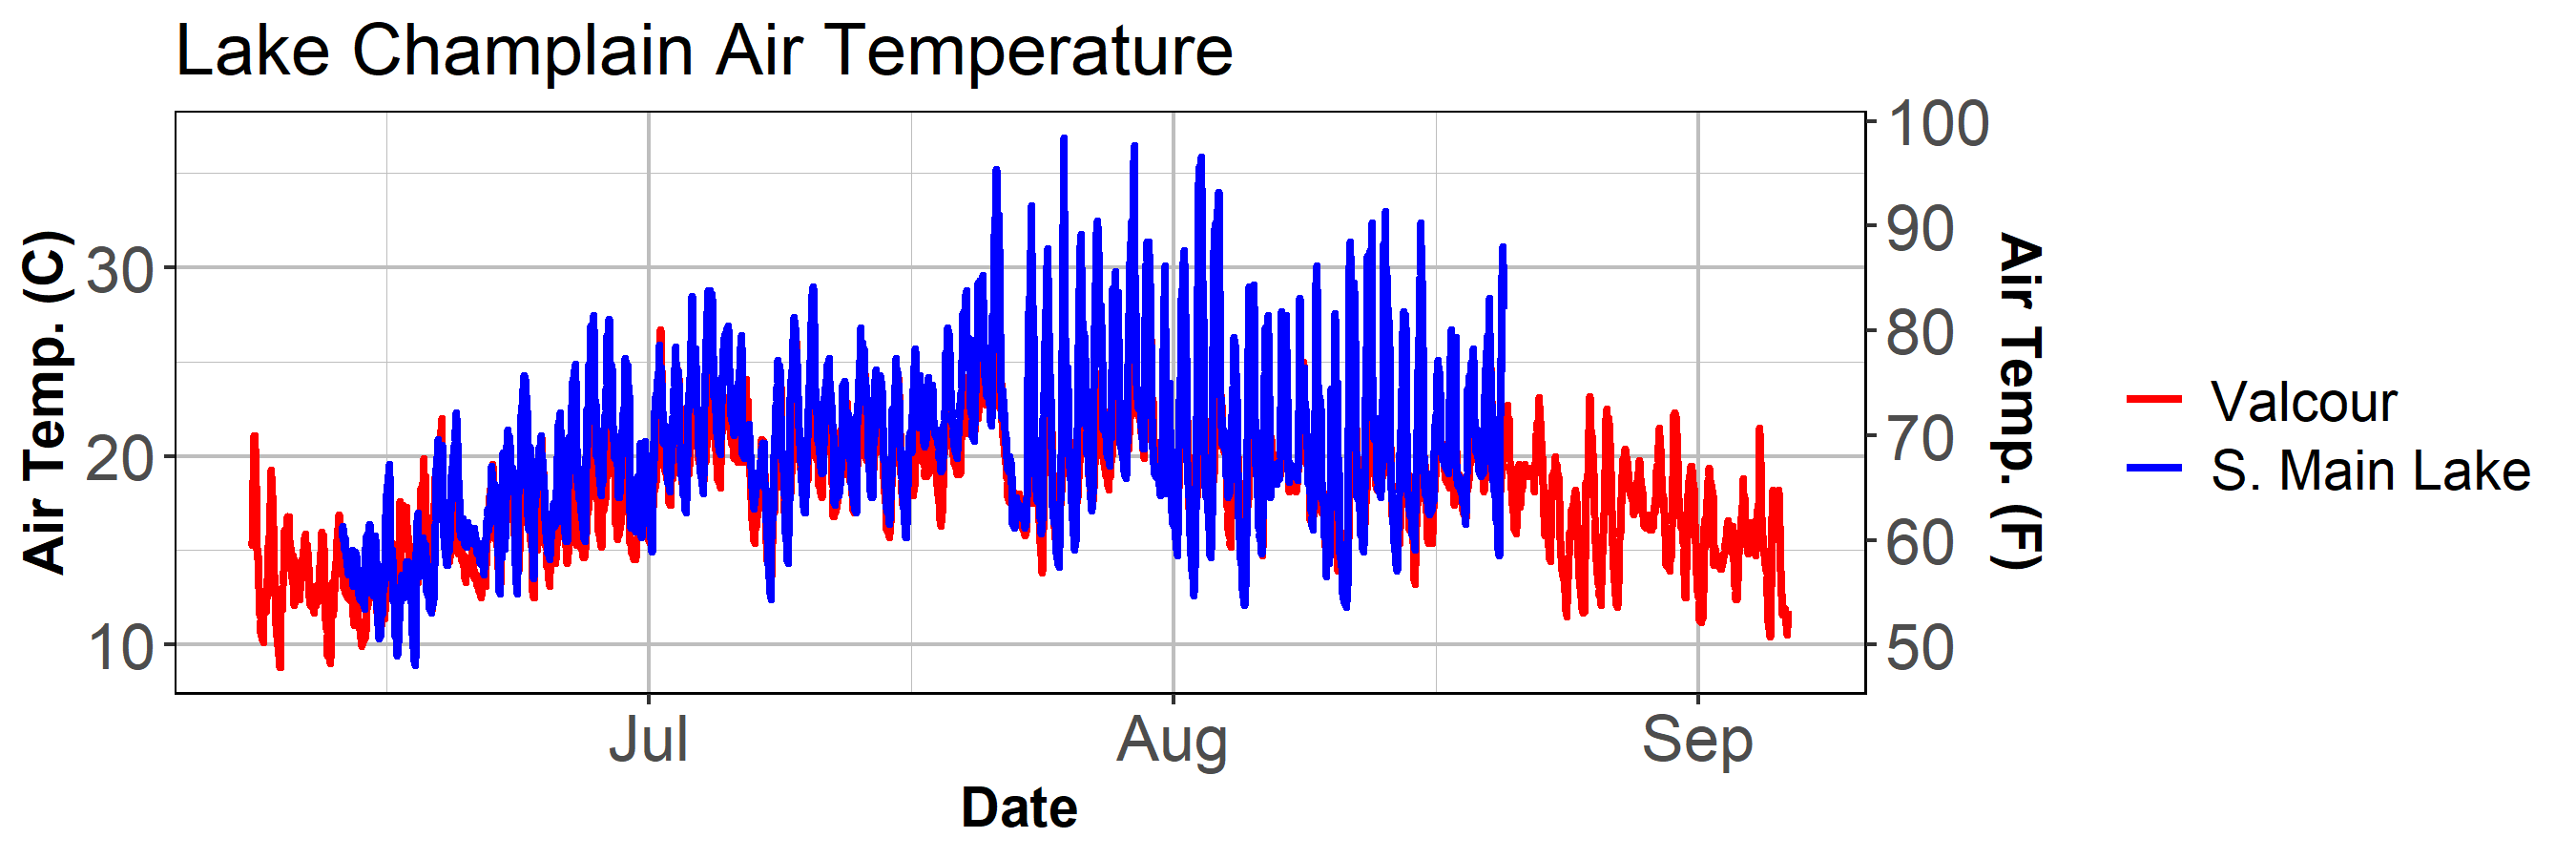 Lake Champlain Air Temperature
Air Temp. (C)
30
20
10
100
90
80
70
60
50
Air Temp. (F)
Jul
Aug
Sep
Date
Valcour
S. Main Lake